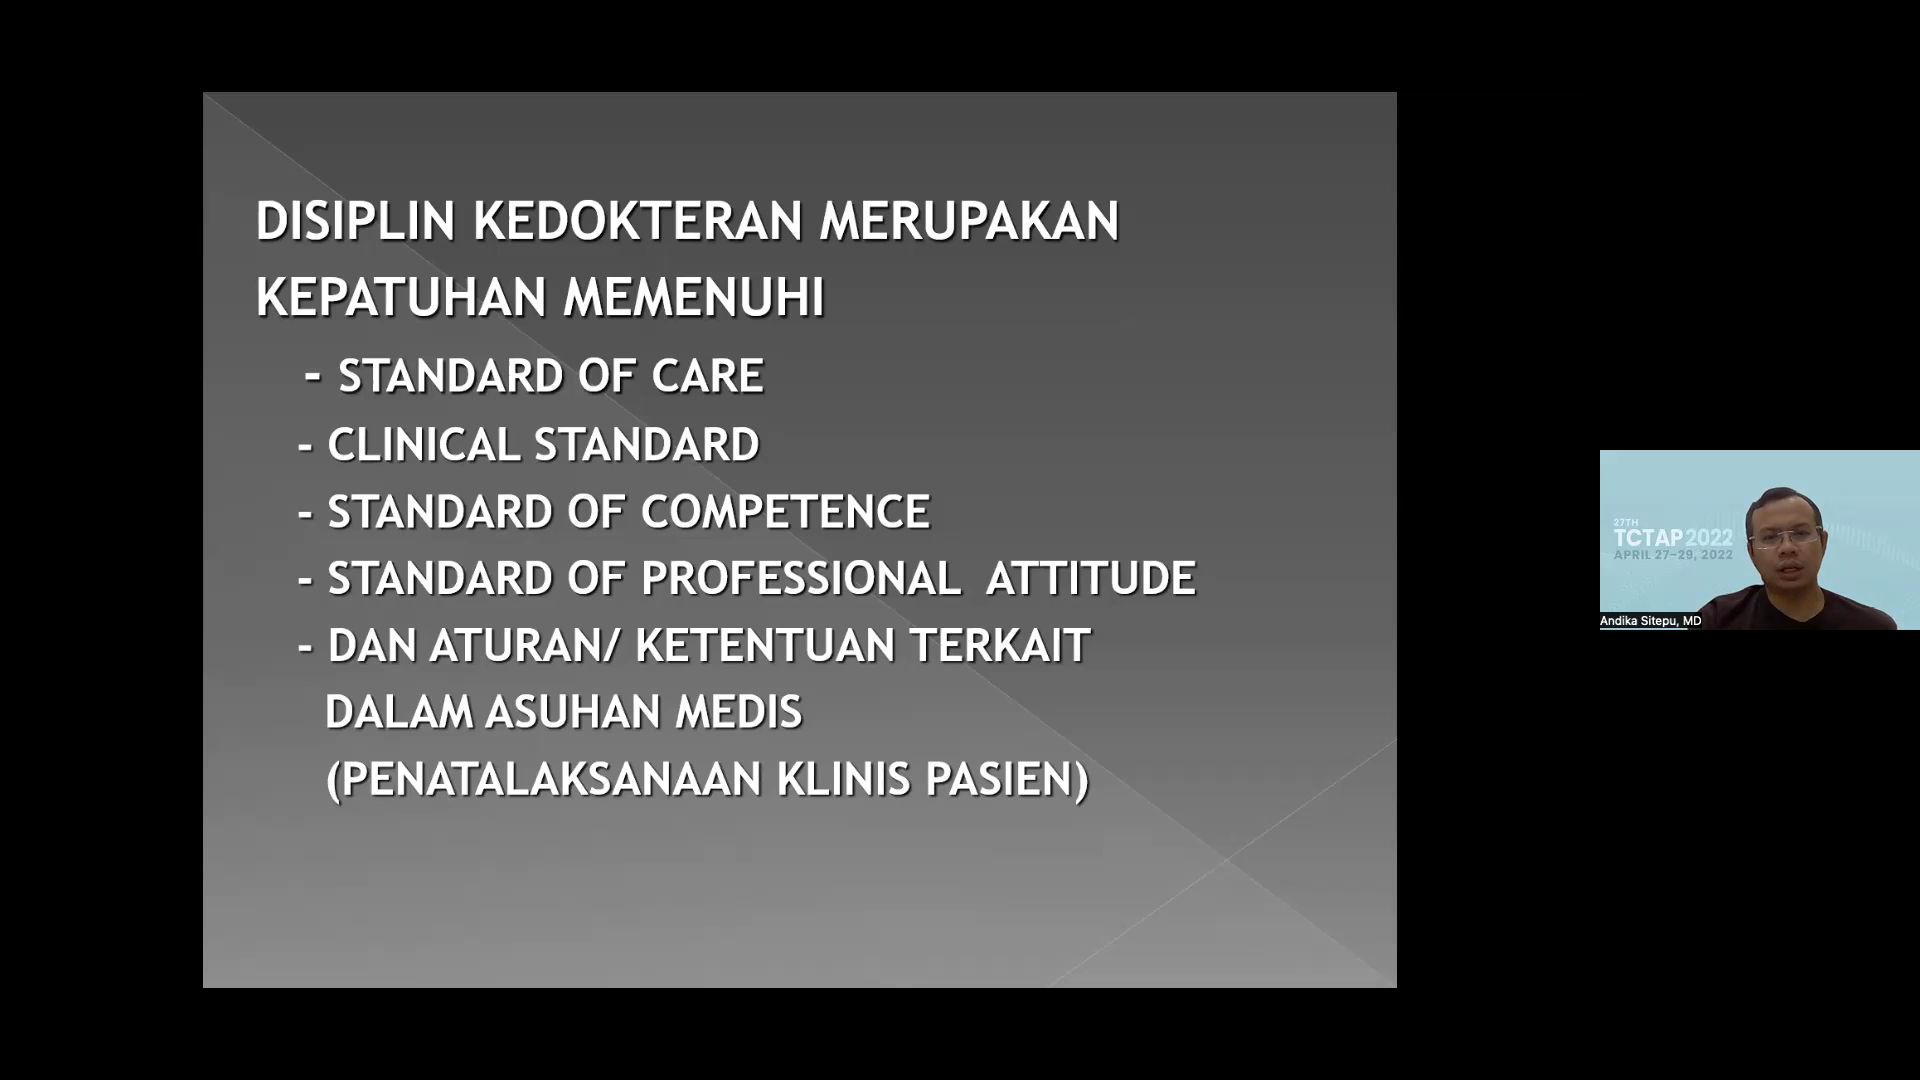 DISIPLIN KEDOKTERAN MERUPAKAN
KEPATUHAN MEMENUHI
- STANDARD OF CARE
- CLINICAL STANDARD
- STANDARD OF COMPETENCE
- STANDARD OF PROFESSIONAL ATTITUDE
- DAN ATURAN/ KETENTUAN TERKAIT
DALAM ASUHAN MEDIS
(PENATALAKSANAAN KLINIS PASIEN)
27TH
TCTAP2022
APRIL 27-29, 2022
Andika Sitepu, MD